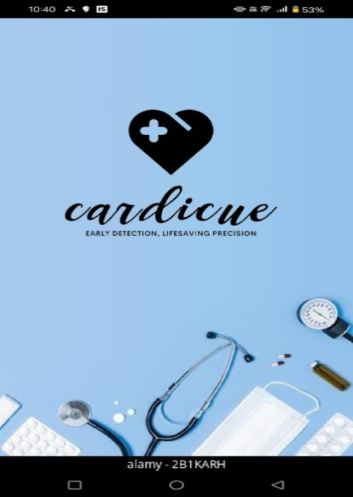 10:40
53%
cardicue
EARLY DETECTION, LIFESAVING PRECISION
alamy - 2B1KARH